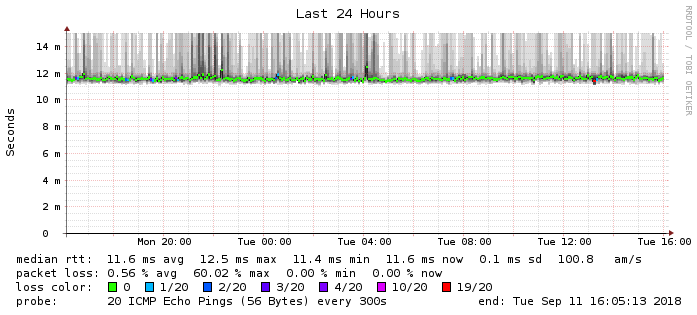 Last 24 Hours
RRDTOOL / TOBI OETIKER
Seconds
14 m
12 m
10 m
8 m
6 m
4 m
2 m
0
Mon 20:00 Tue 00:00 Tue 04:00 Tue 08:00 Tue 12:00 Tue 16:00
median rtt: 11.6 ms avg 12.5 ms max 11.4 ms min 11.6 ms now 0.1 ms sd 100.8 am/s
packet loss: 0.56 % avg 60.02 % max 0.00 % min 0.00 % now
loss color: 0 1/20 2/20 3/20 4/20 10/20 19/20
probe: 20 ICMP Echo Pings (56 Bytes) every 300s end: Tue Sep 11 16:05:13 2018